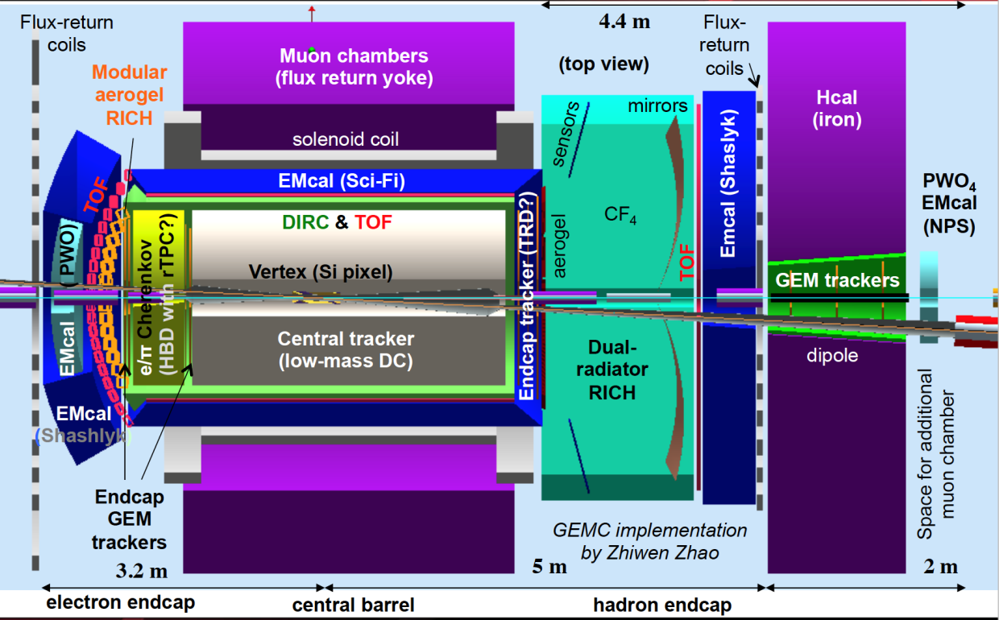 Flux-return
coils
4.4 m
Flux-
return
coils
Muon chambers
(flux return yoke)
(top view)
Modular
aerogel
RICH
Hcal
(iron)
mirrors
sensors
solenoid coil
EMcal (Sci-Fi)
TOF
Emcal (Shaslyk)
PWO4
EMcal
(NPS)
DIRC & TOF
CF4
aerogel
Endcap tracker (TRD?)
e/π Cherenkov
(HBD with rTPC?)
EMcal (PWO)
Vertex (Si pixel)
TOF
GEM trackers
Central tracker
(low-mass DC)
Dual-
radiator
RICH
dipole
EMcal
(Shashlyk)
Space for additional
muon chamber
Endcap
GEM
trackers
GEMC implementation
by Zhiwen Zhao
3.2 m
5 m
2 m
electron endcap
central barrel
hadron endcap